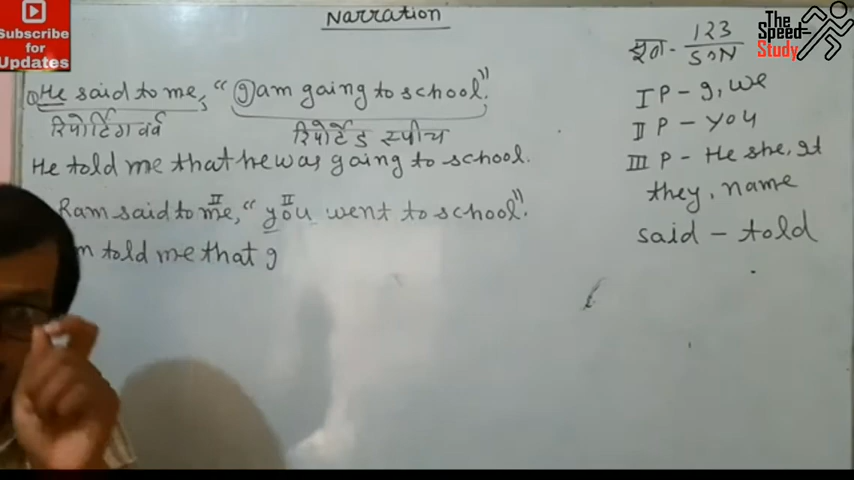 Subscribe
for
Updates
The
Speed
Study
Narration
He said to me, "I am going to school."
रिपोर्टिंग वर्व
रिपोर्टेड स्पीच
He told me that he was going to school.
II II
Ram said to me, "you went to school".
m told me that I
सूत्र - 123
SON
I P - I, we
II P - you
III P - He she, It
they, name
said - told